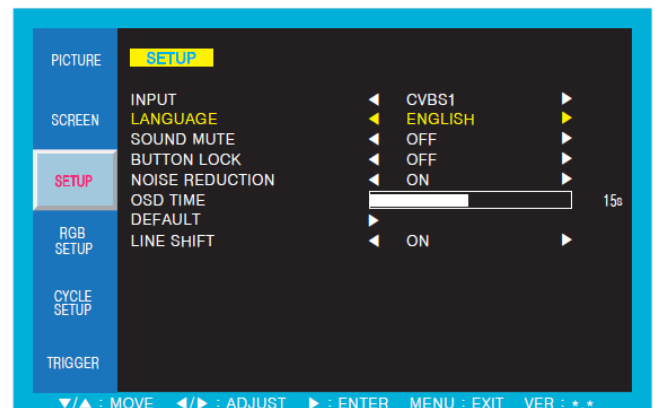 PICTURE
SCREEN
SETUP
RGB
SETUP
CYCLE
SETUP
TRIGGER
SETUP
INPUT ◀ CVBS1 ▶
LANGUAGE ◀ ENGLISH ▶
SOUND MUTE ◀ OFF ▶
BUTTON LOCK ◀ OFF ▶
NOISE REDUCTION ◀ ON ▶
OSD TIME 15s
DEFAULT ▶
LINE SHIFT ◀ ON ▶
▼/▲ : MOVE ◀/▶ : ADJUST ▶ : ENTER MENU : EXIT VER : * *